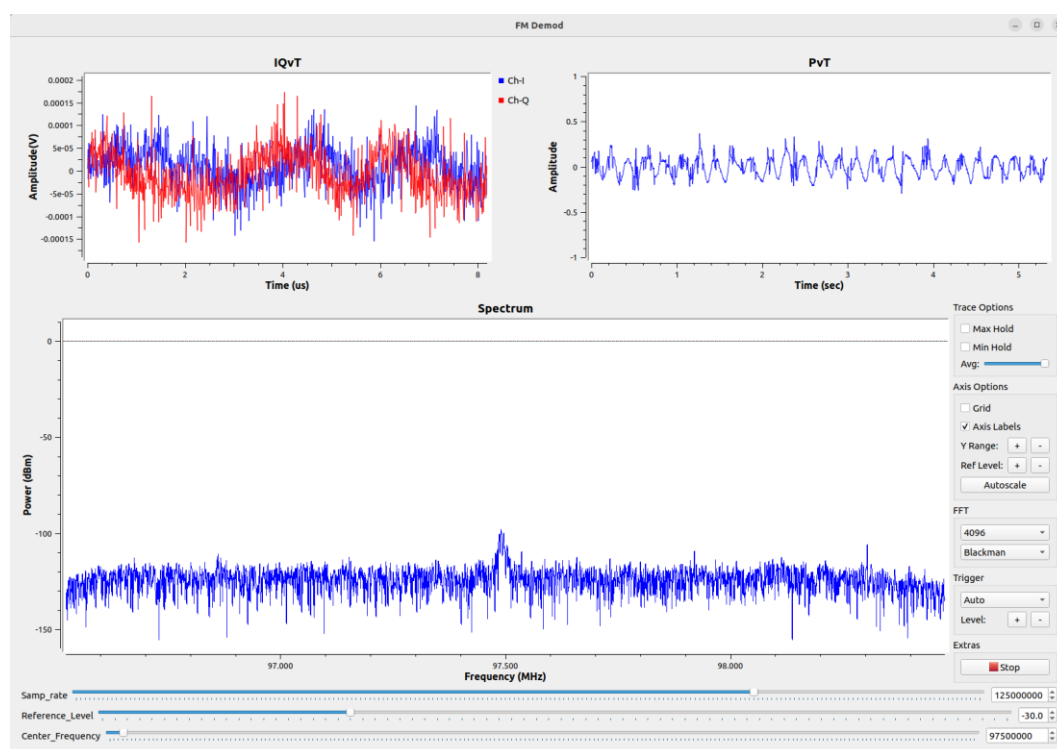 FM Demod
IQvT
0.0002
0.00015
0.0001
5e-05
0
-5e-05
-0.0001
-0.00015
Amplitude(V)
0 2 4 6 8
Time (us)
Ch-I
Ch-Q
PvT
1
0.5
0
-0.5
-1
Amplitude
0 1 2 3 4 5
Time (sec)
Spectrum
0
-50
-100
-150
Power (dBm)
97.000 97.500 98.000
Frequency (MHz)
Trace Options
Max Hold
Min Hold
Avg:
Axis Options
Grid
Axis Labels
Y Range: + -
Ref Level: + -
Autoscale
FFT
4096
Blackman
Trigger
Auto
Level: + -
Extras
Stop
Samp_rate 125000000
Reference_Level -30.0
Center_Frequency 97500000